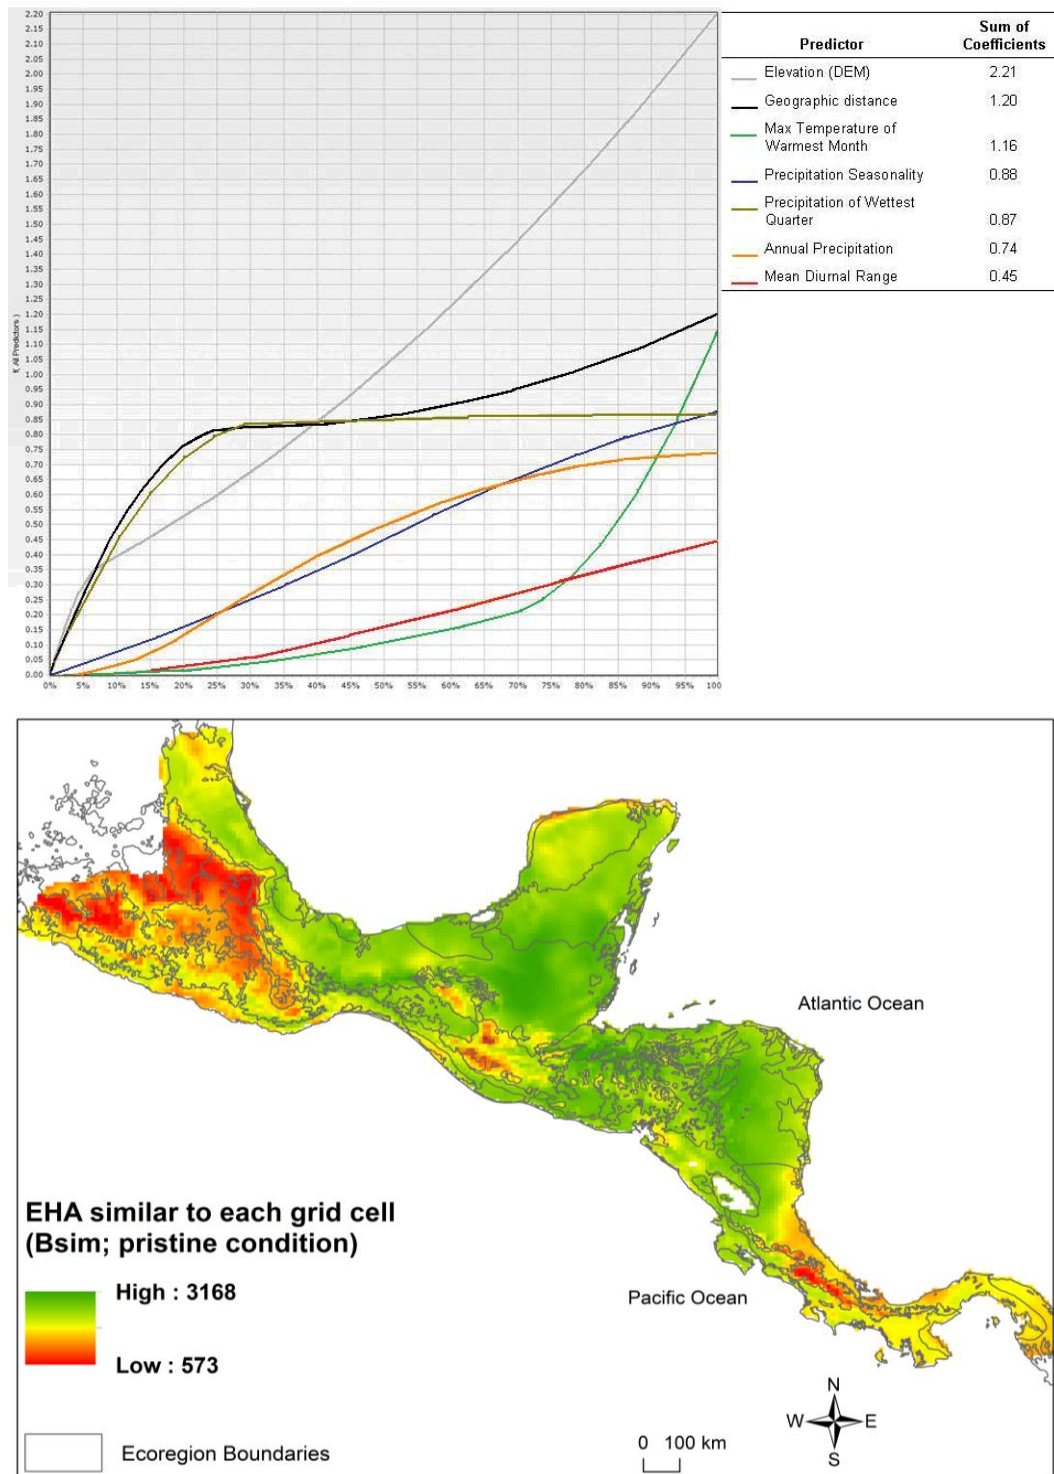 2.20
2.15
2.10
2.05
2.00
1.95
1.90
1.85
1.80
1.75
1.70
1.65
1.60
1.55
1.50
1.45
1.40
1.35
1.30
1.25
1.20
1.15
1.10
1.05
1.00
0.95
0.90
0.85
0.80
0.75
0.70
0.65
0.60
0.55
0.50
0.45
0.40
0.35
0.30
0.25
0.20
0.15
0.10
0.05
0.00
f( All Predictors )
0% 5% 10% 15% 20% 25% 30% 35% 40% 45% 50% 55% 60% 65% 70% 75% 80% 85% 90% 95% 100
Sum of
Predictor Coefficients
Elevation (DEM) 2.21
Geographic distance 1.20
Max Temperature of
Warmest Month 1.16
Precipitation Seasonality 0.88
Precipitation of Wettest
Quarter 0.87
Annual Precipitation 0.74
Mean Diurnal Range 0.45
Atlantic Ocean
EHA similar to each grid cell
(Bsim; pristine condition)
High : 3168
Low : 573
Pacific Ocean
N
W E
S
0 100 km
Ecoregion Boundaries